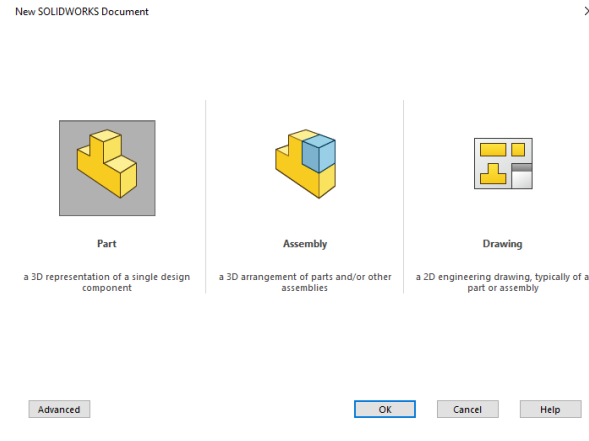 New SOLIDWORKS Document
Part
Assembly
Drawing
a 3D representation of a single design
component
a 3D arrangement of parts and/or other
assemblies
a 2D engineering drawing, typically of a
part or assembly
Advanced
OK
Cancel
Help